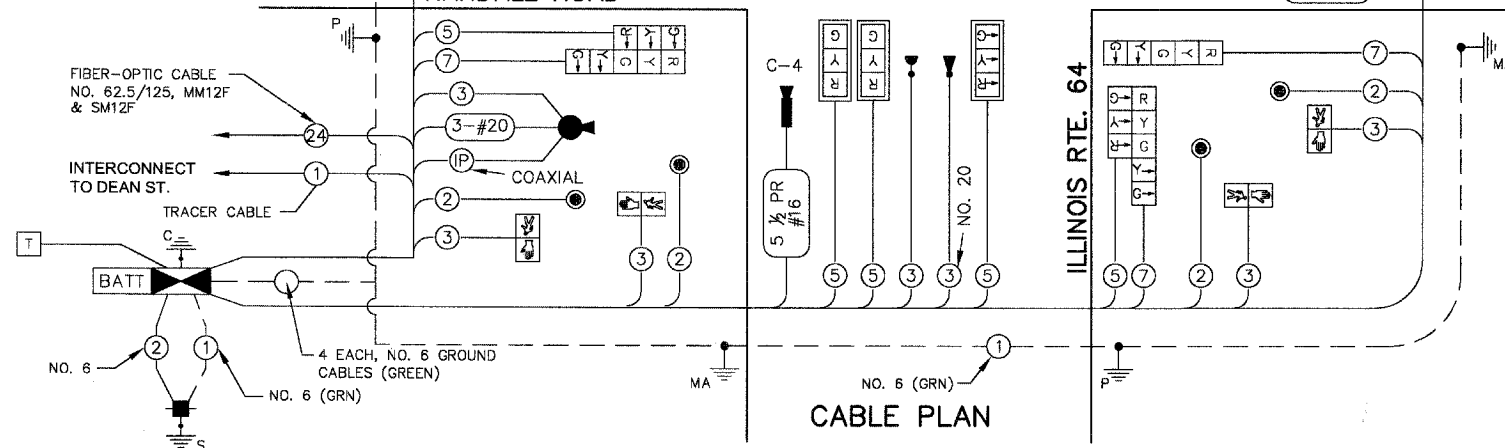 P
5
7
R Y G
G Y G Y R
FIBER-OPTIC CABLE
NO. 62.5/125, MM12F
& SM12F
24
3
3-#20
IP
COAXIAL
INTERCONNECT
TO DEAN ST.
1
TRACER CABLE
2
3
C
T
BATT
3
2
2
1
NO. 6
4 EACH, NO. 6 GROUND
CABLES (GREEN)
NO. 6 (GRN)
S
MA
C-4
G Y R
G Y R
G Y R
5 ½ PR
#16
NO. 20
5
5
3
3
5
1
NO. 6 (GRN)
CABLE PLAN
ILLINOIS RTE. 64
G Y G Y R
7
2
3
G Y R
R
Y
G
Y
G
5
7
2
3
P